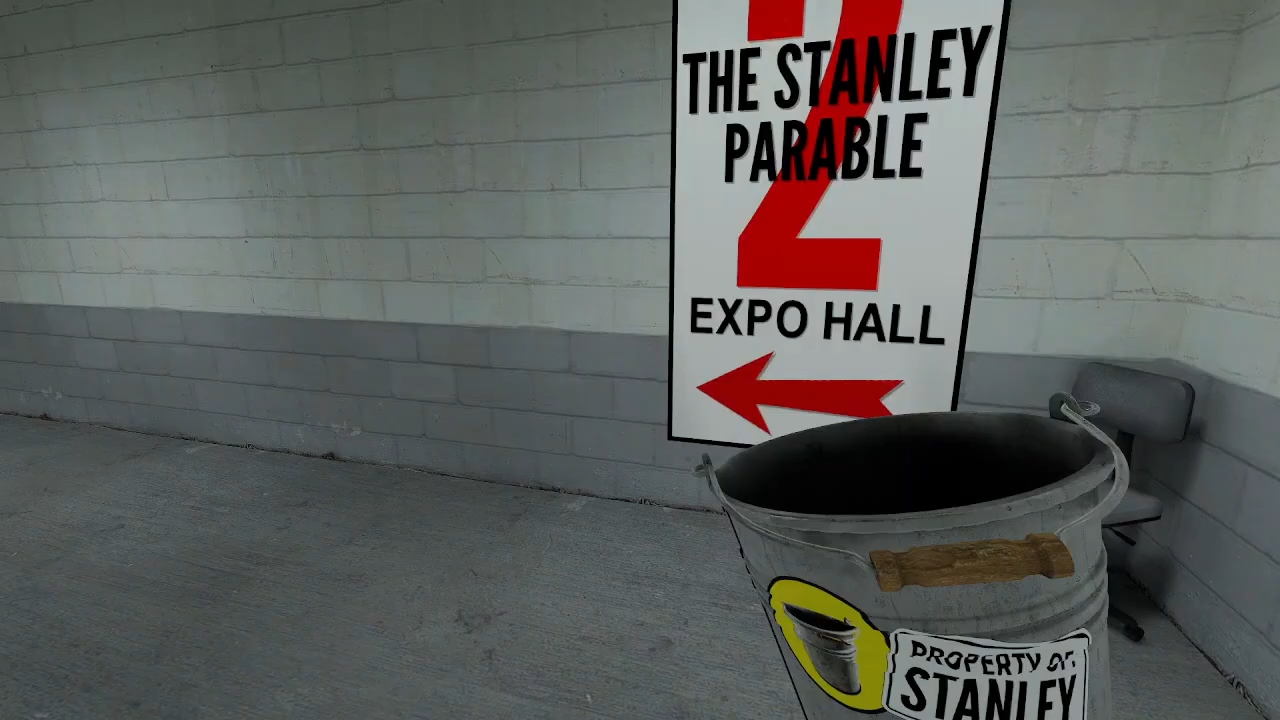 2
THE STANLEY
PARABLE
EXPO HALL
PROPERTY OF
STANLEY